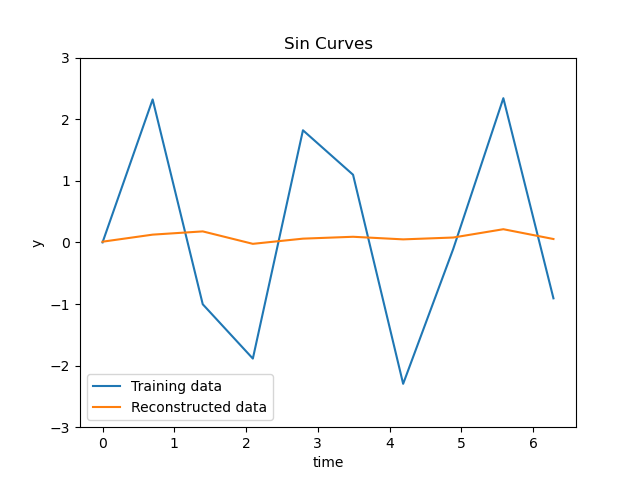 Sin Curves
3
2
1
0
−1
−2
−3
y
Training data
Reconstructed data
0 1 2 3 4 5 6
time